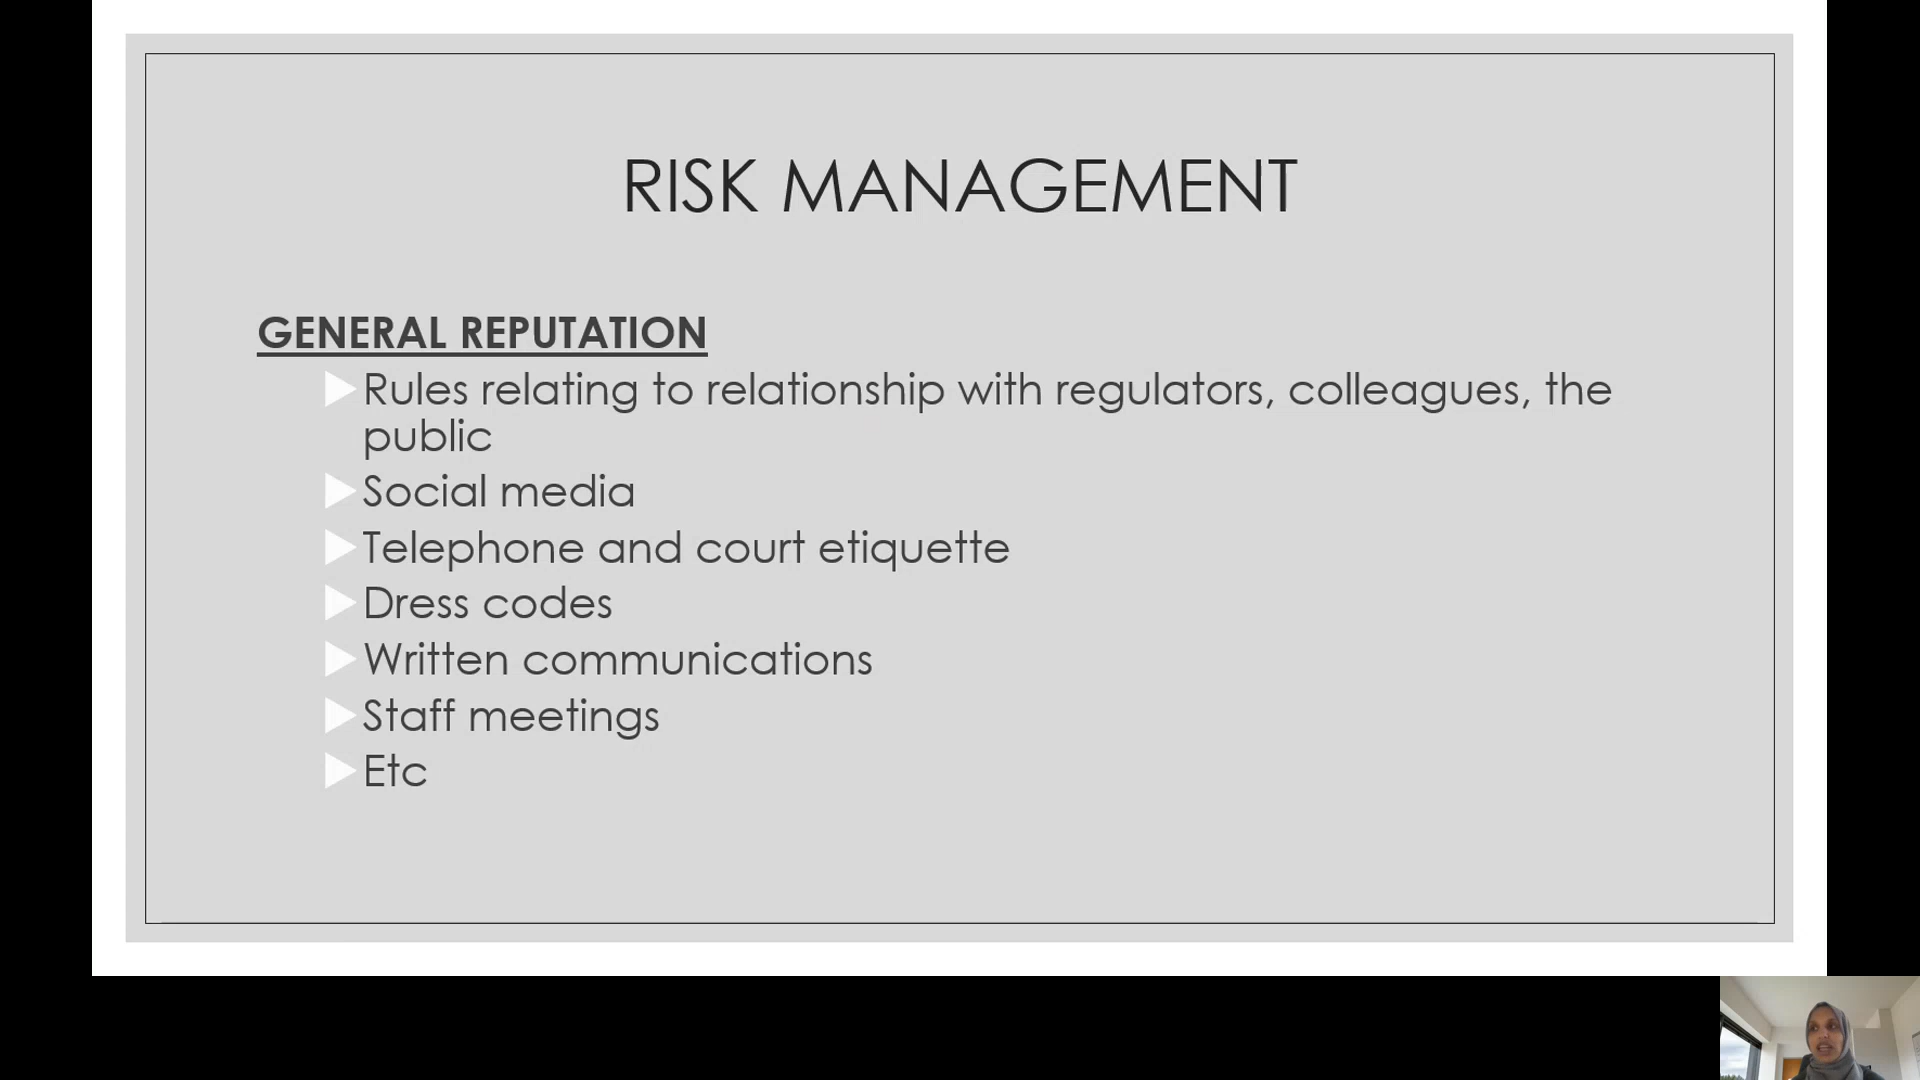 RISK MANAGEMENT
GENERAL REPUTATION
Rules relating to relationship with regulators, colleagues, the
public
Social media
Telephone and court etiquette
Dress codes
Written communications
Staff meetings
Etc